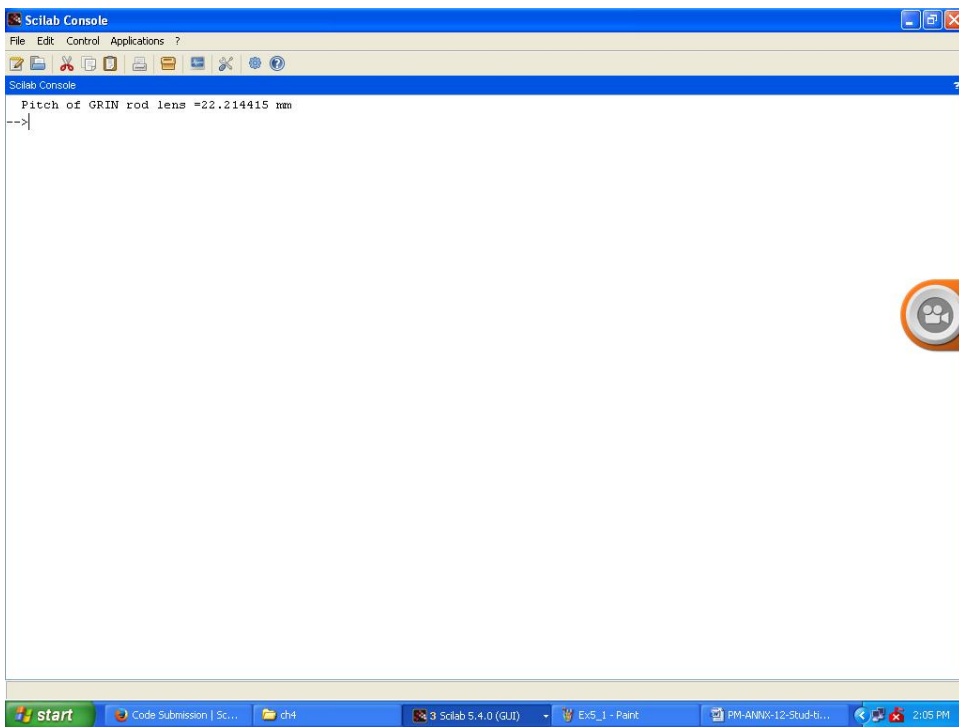 Scilab Console
File Edit Control Applications ?
Scilab Console ?
Pitch of GRIN rod lens =22.214415 mm
-->
start Code Submission | Sc... ch4 3 Scilab 5.4.0 (GUI) Ex5_1 - Paint PM-ANNX-12-Stud-ti... 2:05 PM